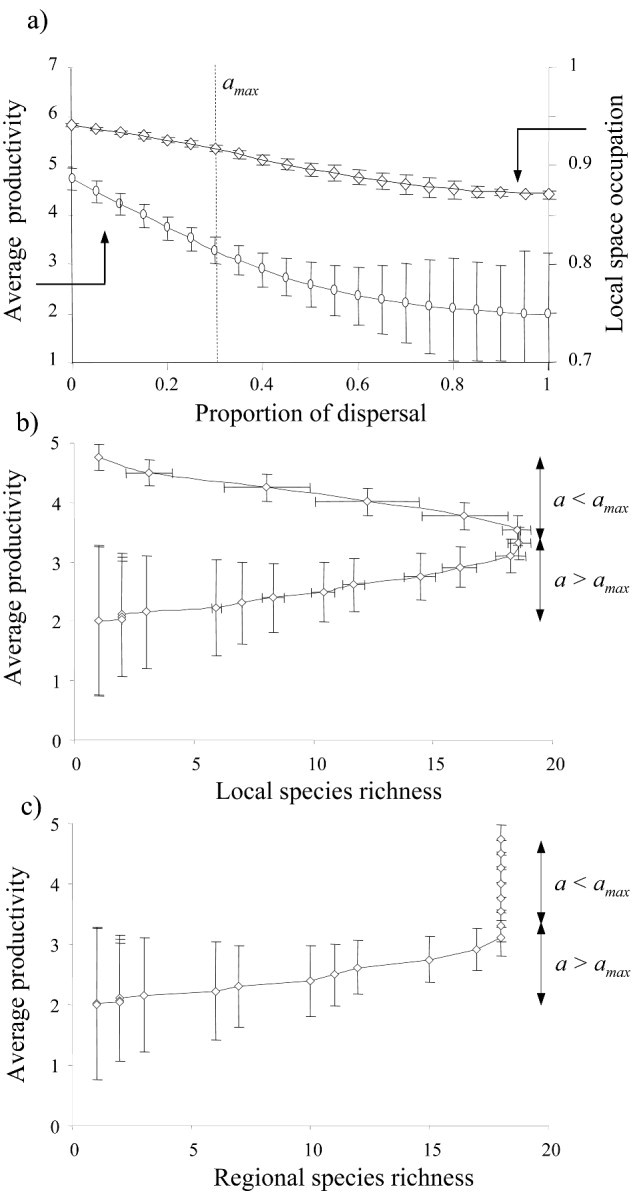 a)
7 1
a_max
6
5 0.9
4
3 0.8
2
1 0.7
Average productivity
Local space occupation
0 0.2 0.4 0.6 0.8 1
Proportion of dispersal
b)
5
4 a < a_max
3
2 a > a_max
1
0
Average productivity
0 5 10 15 20
Local species richness
c)
5
4 a < a_max
3
2 a > a_max
1
0
Average productivity
0 5 10 15 20
Regional species richness